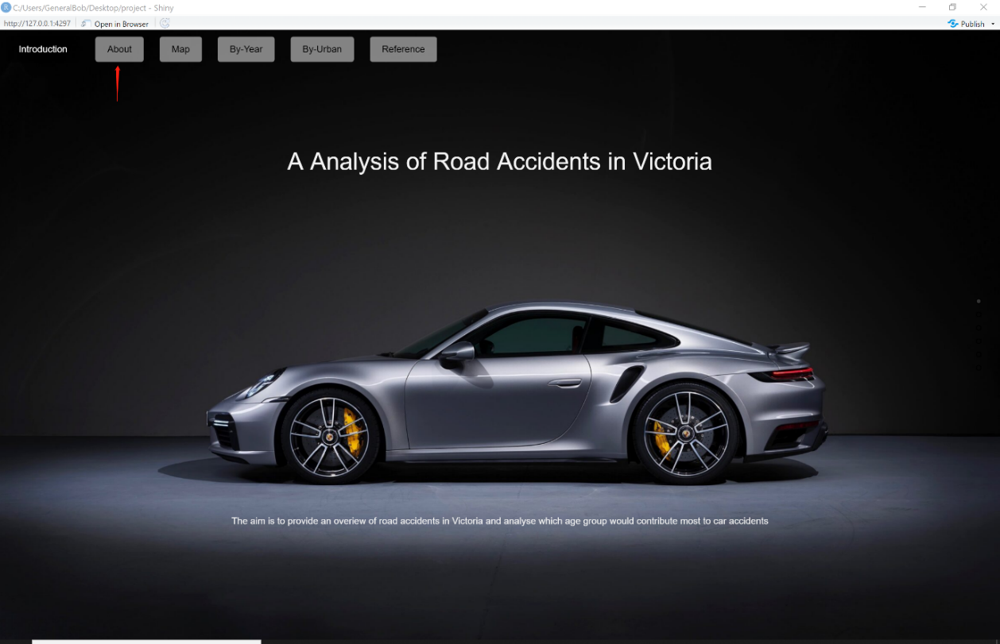 C:/Users/GeneralBob/Desktop/project - Shiny
http://127.0.0.1:4297 Open in Browser Publish
Introduction About Map By-Year By-Urban Reference
A Analysis of Road Accidents in Victoria
The aim is to provide an overiew of road accidents in Victoria and analyse which age group would contribute most to car accidents